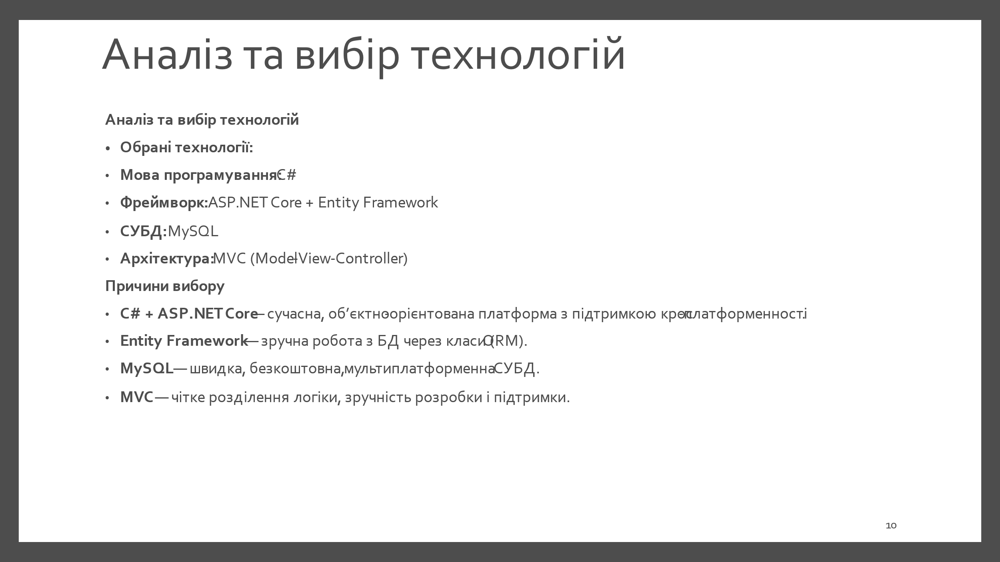 Аналіз та вибір технологій
Аналіз та вибір технологій
• Обрані технології:
• Мова програмування: C#
• Фреймворк: ASP.NET Core + Entity Framework
• СУБД: MySQL
• Архітектура: MVC (Model-View-Controller)
Причини вибору
• C# + ASP.NET Core — сучасна, об’єктно-орієнтована платформа з підтримкою крос-платформенності.
• Entity Framework — зручна робота з БД через класи (ORM).
• MySQL — швидка, безкоштовна, мультиплатформенна СУБД.
• MVC — чітке розділення логіки, зручність розробки і підтримки.
10